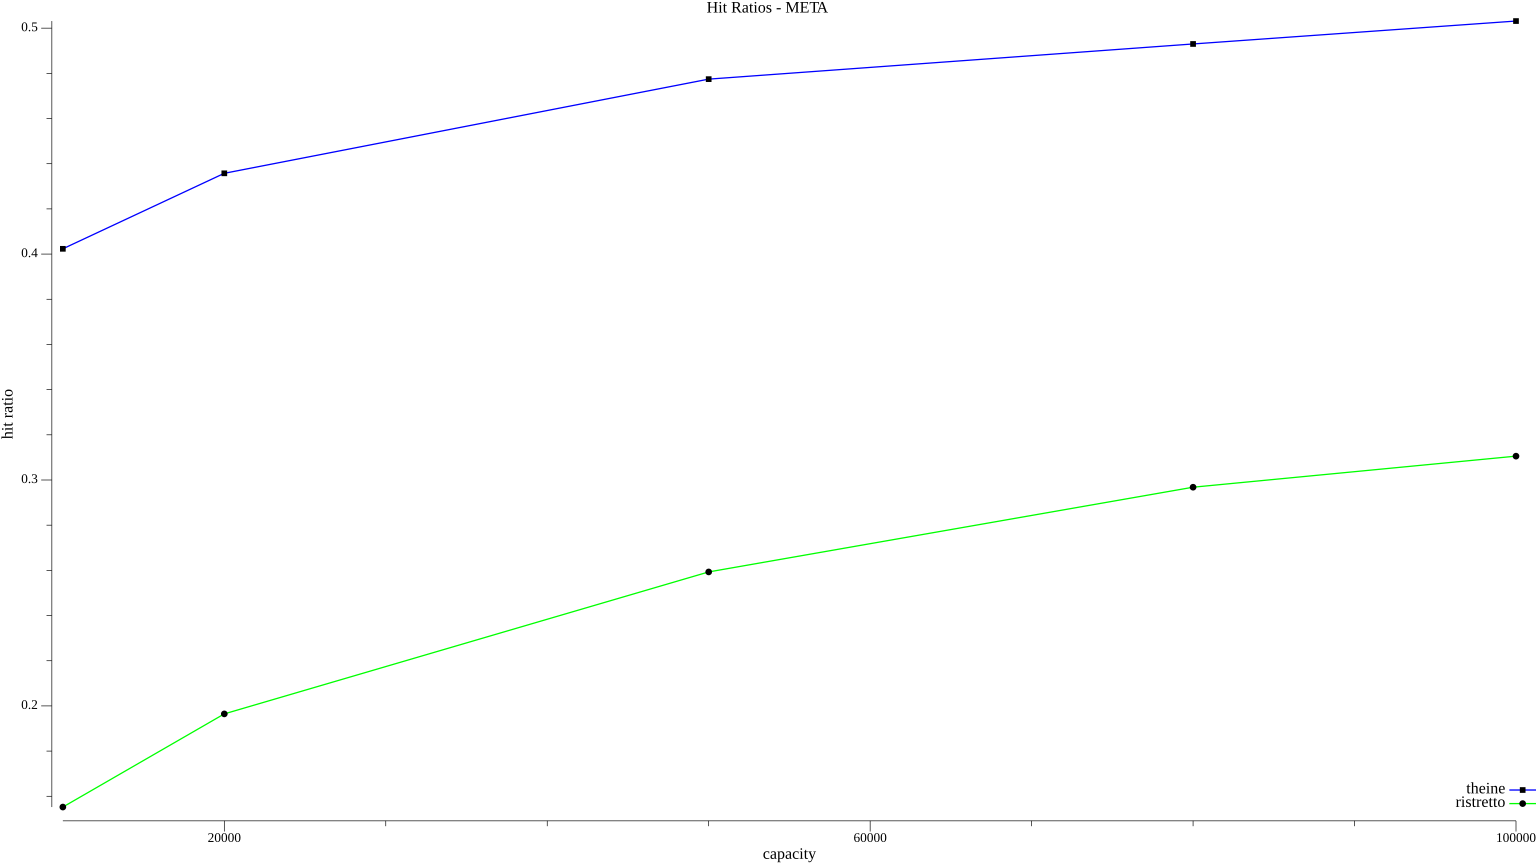 Hit Ratios - META
0.5
0.4
0.3
0.2
hit ratio
20000
60000
100000
capacity
theine
ristretto